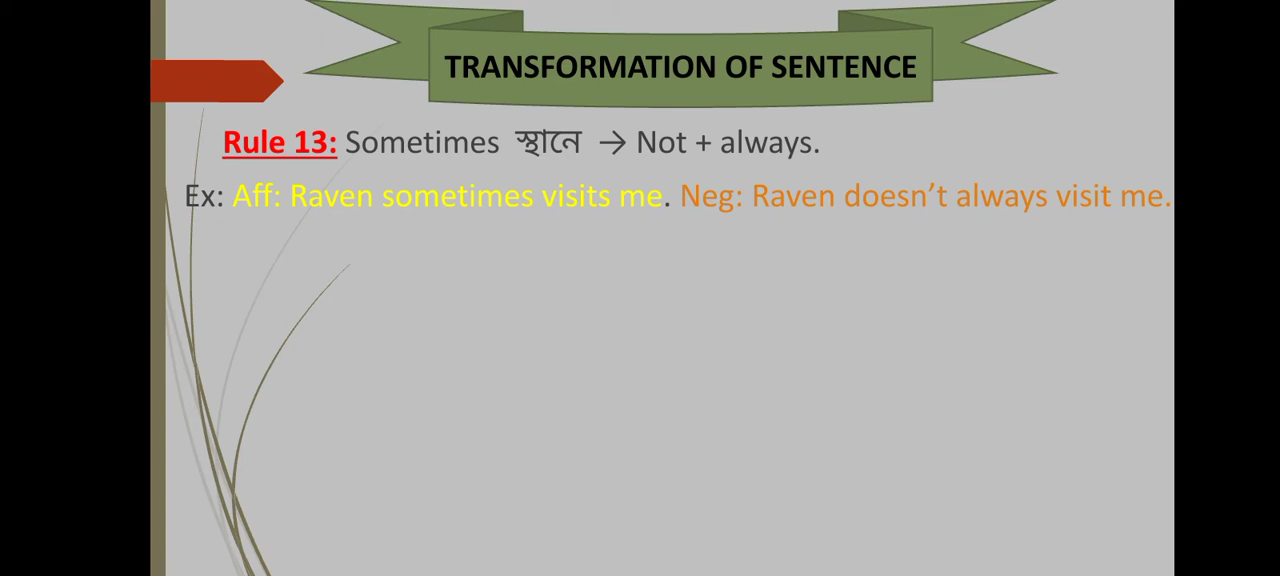 TRANSFORMATION OF SENTENCE
Rule 13: Sometimes স্থানে → Not + always.
Ex: Aff: Raven sometimes visits me. Neg: Raven doesn’t always visit me.